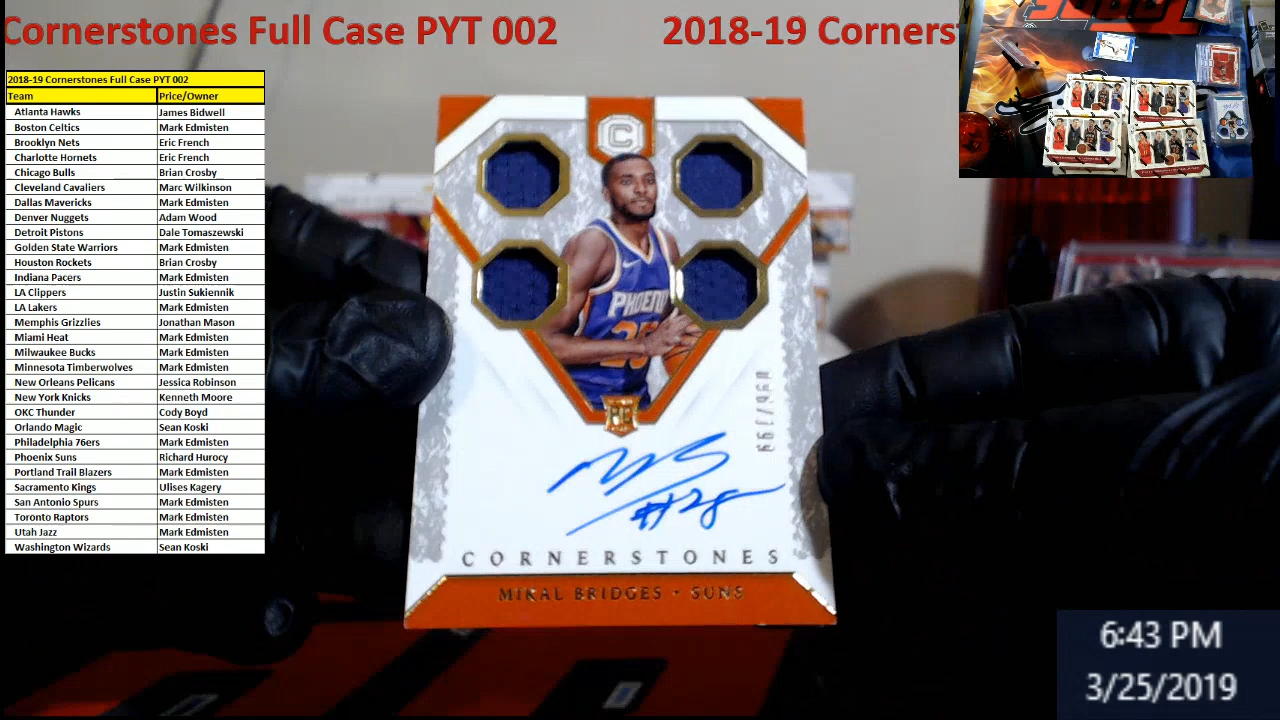 Cornerstones Full Case PYT 002 2018-19 Corners
2018-19 Cornerstones Full Case PYT 002
Team Price/Owner
Atlanta Hawks James Bidwell
Boston Celtics Mark Edmisten
Brooklyn Nets Eric French
Charlotte Hornets Eric French
Chicago Bulls Brian Crosby
Cleveland Cavaliers Marc Wilkinson
Dallas Mavericks Mark Edmisten
Denver Nuggets Adam Wood
Detroit Pistons Dale Tomaszewski
Golden State Warriors Mark Edmisten
Houston Rockets Brian Crosby
Indiana Pacers Mark Edmisten
LA Clippers Justin Sukiennik
LA Lakers Mark Edmisten
Memphis Grizzlies Jonathan Mason
Miami Heat Mark Edmisten
Milwaukee Bucks Mark Edmisten
Minnesota Timberwolves Mark Edmisten
New Orleans Pelicans Jessica Robinson
New York Knicks Kenneth Moore
OKC Thunder Cody Boyd
Orlando Magic Sean Koski
Philadelphia 76ers Mark Edmisten
Phoenix Suns Richard Hurocy
Portland Trail Blazers Mark Edmisten
Sacramento Kings Ulises Kagery
San Antonio Spurs Mark Edmisten
Toronto Raptors Mark Edmisten
Utah Jazz Mark Edmisten
Washington Wizards Sean Koski
C
PHOENI
25
RC
#28
CORNERSTONES
MIKAL BRIDGES • SUNS
6:43 PM
3/25/2019